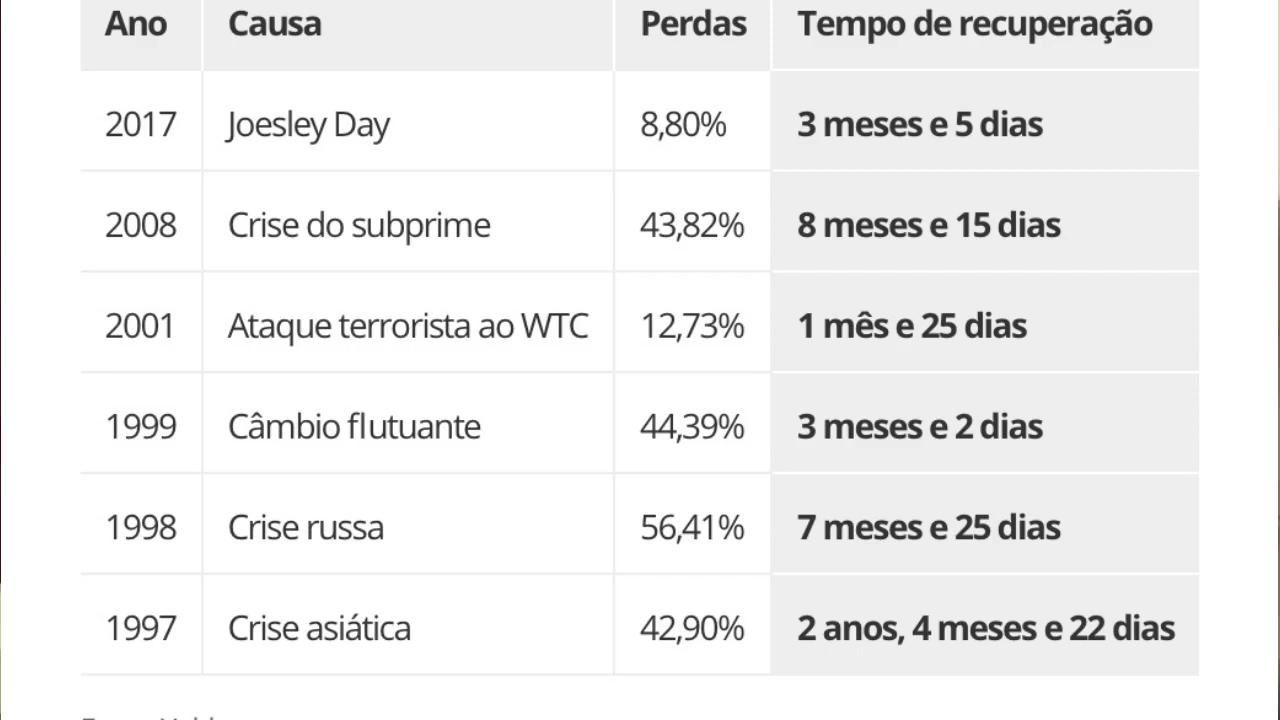 Ano Causa Perdas Tempo de recuperação
2017 Joesley Day 8,80% 3 meses e 5 dias
2008 Crise do subprime 43,82% 8 meses e 15 dias
2001 Ataque terrorista ao WTC 12,73% 1 mês e 25 dias
1999 Câmbio flutuante 44,39% 3 meses e 2 dias
1998 Crise russa 56,41% 7 meses e 25 dias
1997 Crise asiática 42,90% 2 anos, 4 meses e 22 dias